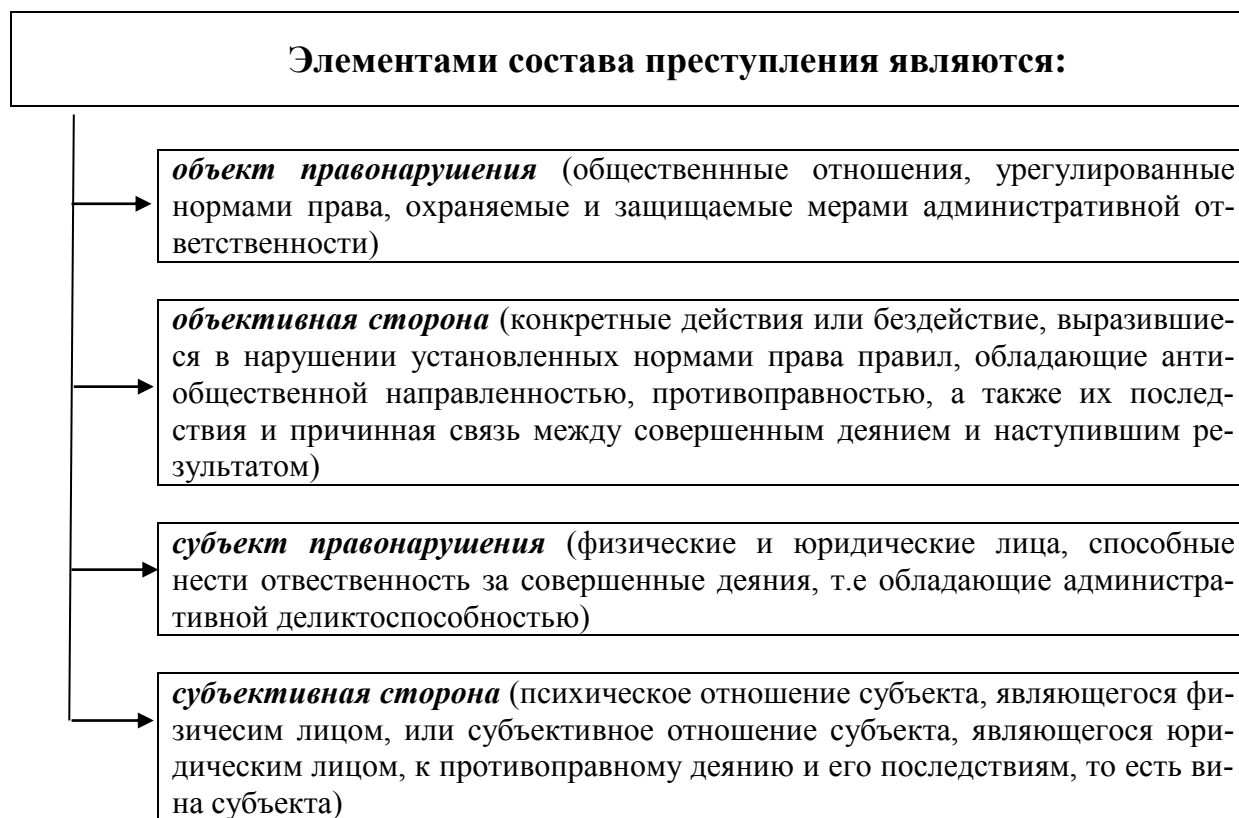 Элементами состава преступления являются:
объект правонарушения (общественнные отношения, урегулированные
нормами права, охраняемые и защищаемые мерами административной от-
ветственности)
объективная сторона (конкретные действия или бездействие, выразившие-
ся в нарушении установленных нормами права правил, обладающие анти-
общественной направленностью, противоправностью, а также их послед-
ствия и причинная связь между совершенным деянием и наступившим ре-
зультатом)
субъект правонарушения (физические и юридические лица, способные
нести отвественность за совершенные деяния, т.е обладающие администра-
тивной деликтоспособностью)
субъективная сторона (психическое отношение субъекта, являющегося фи-
зичесим лицом, или субъективное отношение субъекта, являющегося юри-
дическим лицом, к противоправному деянию и его последствиям, то есть ви-
на субъекта)